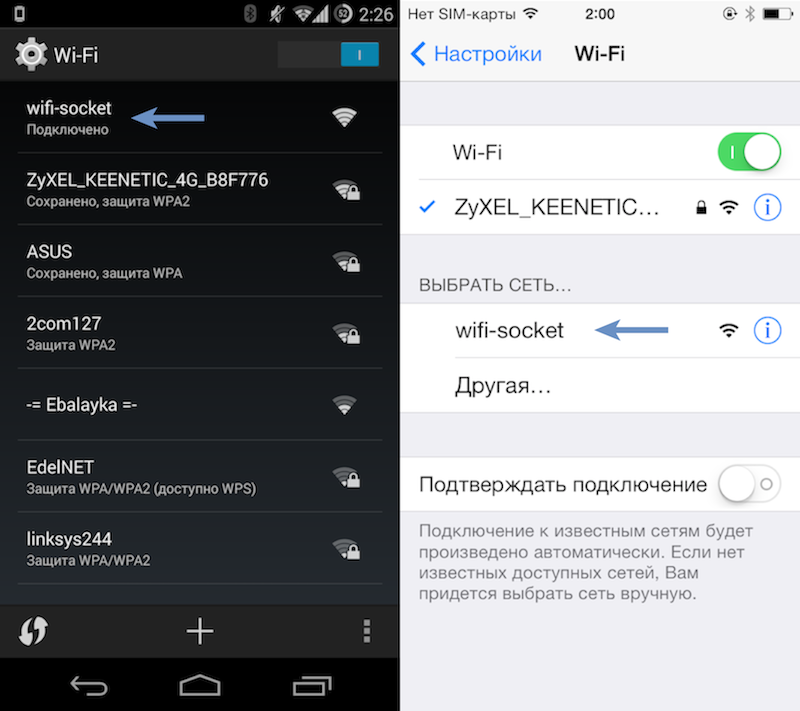 52 2:26
Wi-Fi
wifi-socket
Подключено
ZyXEL_KEENETIC_4G_B8F776
Сохранено, защита WPA2
ASUS
Сохранено, защита WPA
2com127
Защита WPA2
-= Ebalayka =-
EdelNET
Защита WPA/WPA2 (доступно WPS)
linksys244
Защита WPA/WPA2
Нет SIM-карты 2:00
Настройки Wi-Fi
Wi-Fi
ZyXEL_KEENETIC...
ВЫБРАТЬ СЕТЬ...
wifi-socket
Другая...
Подтверждать подключение
Подключение к известным сетям будет
произведено автоматически. Если нет
известных доступных сетей, Вам
придется выбрать сеть вручную.